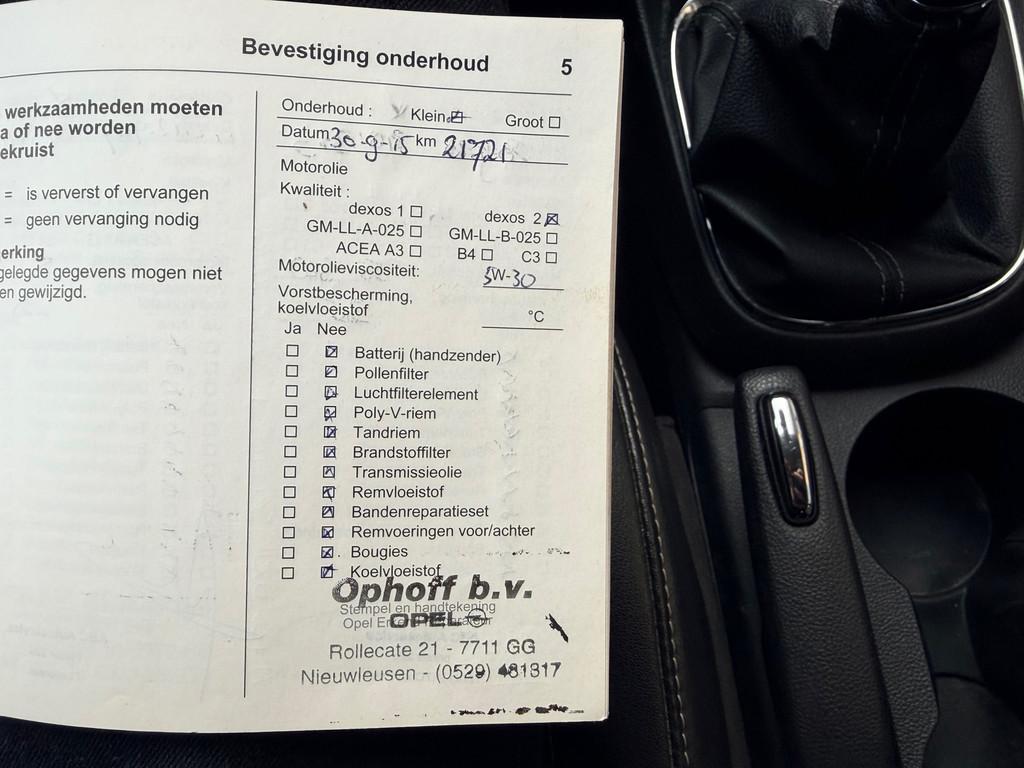 Bevestiging onderhoud 5
werkzaamheden moeten
a of nee worden
ekruist
= is ververst of vervangen
= geen vervanging nodig
erking
gelegde gegevens mogen niet
en gewijzigd.
Onderhoud : Klein ☒ Groot ☐
Datum 30-9-15 km 21721
Motorolie
Kwaliteit :
dexos 1 ☐ dexos 2 ☒
GM-LL-A-025 ☐ GM-LL-B-025 ☐
ACEA A3 ☐ B4 ☐ C3 ☐
Motorolieviscositeit: 5W-30
Vorstbescherming,
koelvloeistof °C
Ja Nee
☐ ☒ Batterij (handzender)
☐ ☒ Pollenfilter
☐ ☒ Luchtfilterelement
☐ ☒ Poly-V-riem
☐ ☒ Tandriem
☐ ☒ Brandstoffilter
☐ ☒ Transmissieolie
☐ ☒ Remvloeistof
☐ ☒ Bandenreparatieset
☐ ☒ Remvoeringen voor/achter
☐ ☒ Bougies
☐ ☒ Koelvloeistof
Ophoff b.v.
Stempel en handtekening
Opel
OPEL
Rollecate 21 - 7711 GG
Nieuwleusen - (0529) 481317